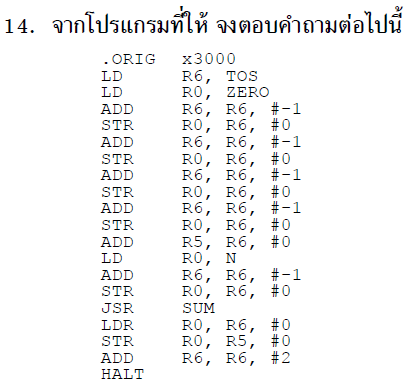 14. จากโปรแกรมที่ให้ จงตอบคำถามต่อไปนี้
.ORIG x3000
LD R6, TOS
LD R0, ZERO
ADD R6, R6, #-1
STR R0, R6, #0
ADD R6, R6, #-1
STR R0, R6, #0
ADD R6, R6, #-1
STR R0, R6, #0
ADD R6, R6, #-1
STR R0, R6, #0
ADD R5, R6, #0
LD R0, N
ADD R6, R6, #-1
STR R0, R6, #0
JSR SUM
LDR R0, R6, #0
STR R0, R5, #0
ADD R6, R6, #2
HALT